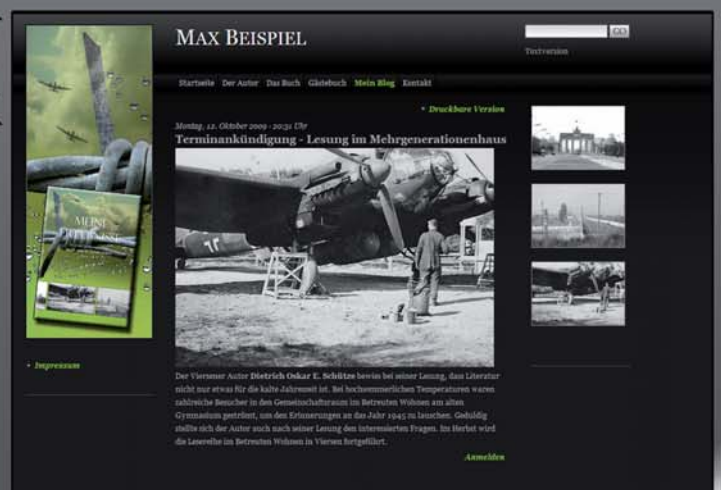 MAX BEISPIEL
GO
Textversion
Startseite Der Autor Das Buch Gästebuch Mein Blog Kontakt
Druckbare Version
Montag, 12. Oktober 2009 - 20:31 Uhr
Terminankündigung - Lesung im Mehrgenerationenhaus
MEINE
Impressum
Der Viersener Autor Dietrich Oskar E. Schütze bewies bei seiner Lesung, dass Literatur
nicht nur etwas für die kalte Jahreszeit ist. Bei hochsommerlichen Temperaturen waren
zahlreiche Besucher in den Gemeinschaftsraum im Betreuten Wohnen am alten
Gymnasium geströmt, um den Erinnerungen an das Jahr 1945 zu lauschen. Geduldig
stellte sich der Autor auch nach seiner Lesung den interessierten Fragen. Im Herbst wird
die Lesereihe im Betreuten Wohnen in Viersen fortgeführt.
Anmelden